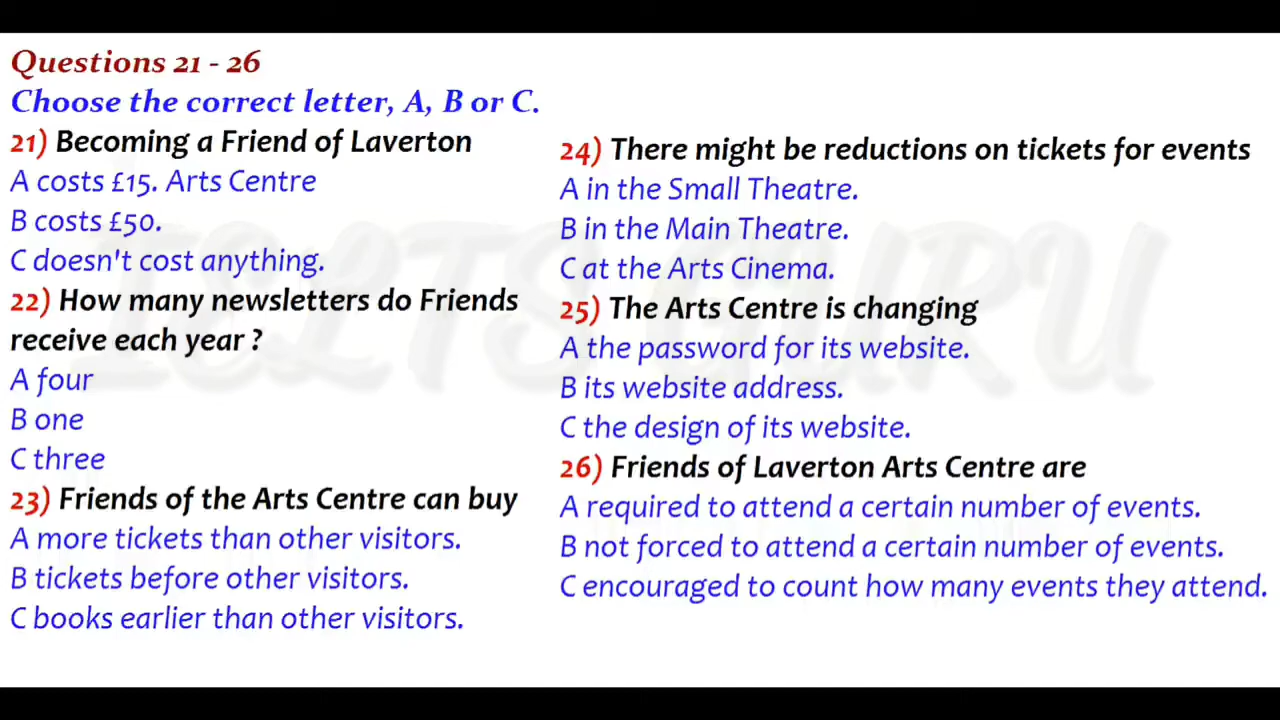 Questions 21 - 26
Choose the correct letter, A, B or C.
21) Becoming a Friend of Laverton
A costs £15. Arts Centre
B costs £50.
C doesn't cost anything.
22) How many newsletters do Friends
receive each year ?
A four
B one
C three
23) Friends of the Arts Centre can buy
A more tickets than other visitors.
B tickets before other visitors.
C books earlier than other visitors.
24) There might be reductions on tickets for events
A in the Small Theatre.
B in the Main Theatre.
C at the Arts Cinema.
25) The Arts Centre is changing
A the password for its website.
B its website address.
C the design of its website.
26) Friends of Laverton Arts Centre are
A required to attend a certain number of events.
B not forced to attend a certain number of events.
C encouraged to count how many events they attend.
IELTS GURU